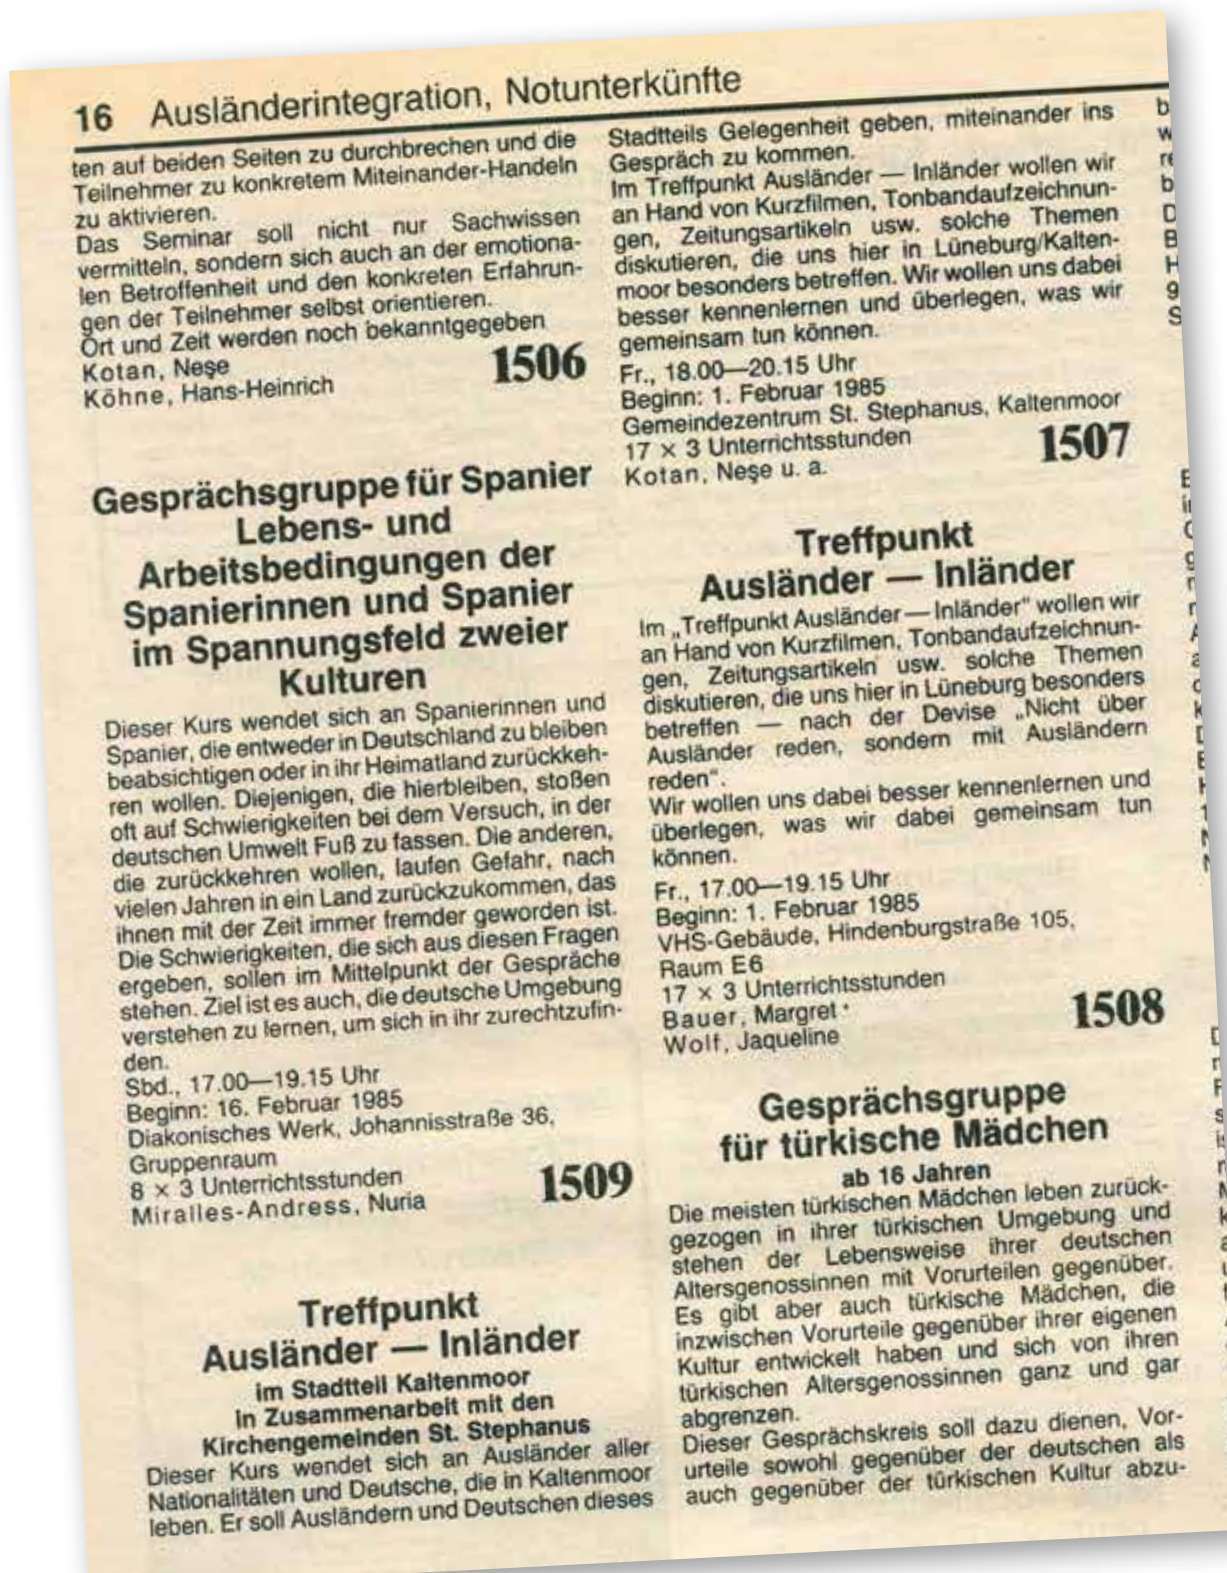 16 Ausländerintegration, Notunterkünfte
ten auf beiden Seiten zu durchbrechen und die
Teilnehmer zu konkretem Miteinander-Handeln
zu aktivieren.
Das Seminar soll nicht nur Sachwissen
vermitteln, sondern sich auch an der emotiona-
len Betroffenheit und den konkreten Erfahrun-
gen der Teilnehmer selbst orientieren.
Ort und Zeit werden noch bekanntgegeben
Kotan, Neşe
Köhne, Hans-Heinrich 1506
Gesprächsgruppe für Spanier
Lebens- und
Arbeitsbedingungen der
Spanierinnen und Spanier
im Spannungsfeld zweier
Kulturen
Dieser Kurs wendet sich an Spanierinnen und
Spanier, die entweder in Deutschland zu bleiben
beabsichtigen oder in ihr Heimatland zurückkeh-
ren wollen. Diejenigen, die hierbleiben, stoßen
oft auf Schwierigkeiten bei dem Versuch, in der
deutschen Umwelt Fuß zu fassen. Die anderen,
die zurückkehren wollen, laufen Gefahr, nach
vielen Jahren in ein Land zurückzukommen, das
ihnen mit der Zeit immer fremder geworden ist.
Die Schwierigkeiten, die sich aus diesen Fragen
ergeben, sollen im Mittelpunkt der Gespräche
stehen. Ziel ist es auch, die deutsche Umgebung
verstehen zu lernen, um sich in ihr zurechtzufin-
den.
Sbd., 17.00—19.15 Uhr
Beginn: 16. Februar 1985
Diakonisches Werk, Johannisstraße 36,
Gruppenraum
8 × 3 Unterrichtsstunden
Miralles-Andress, Nuria 1509
Treffpunkt
Ausländer — Inländer
im Stadtteil Kaltenmoor
in Zusammenarbeit mit den
Kirchengemeinden St. Stephanus
Dieser Kurs wendet sich an Ausländer aller
Nationalitäten und Deutsche, die in Kaltenmoor
leben. Er soll Ausländern und Deutschen dieses
Stadtteils Gelegenheit geben, miteinander ins
Gespräch zu kommen.
Im Treffpunkt Ausländer — Inländer wollen wir
an Hand von Kurzfilmen, Tonbandaufzeichnun-
gen, Zeitungsartikeln usw. solche Themen
diskutieren, die uns hier in Lüneburg/Kalten-
moor besonders betreffen. Wir wollen uns dabei
besser kennenlernen und überlegen, was wir
gemeinsam tun können.
Fr., 18.00—20.15 Uhr
Beginn: 1. Februar 1985
Gemeindezentrum St. Stephanus, Kaltenmoor
17 × 3 Unterrichtsstunden
Kotan, Neşe u. a. 1507
Treffpunkt
Ausländer — Inländer
Im „Treffpunkt Ausländer — Inländer“ wollen wir
an Hand von Kurzfilmen, Tonbandaufzeichnun-
gen, Zeitungsartikeln usw. solche Themen
diskutieren, die uns hier in Lüneburg besonders
betreffen — nach der Devise „Nicht über
Ausländer reden, sondern mit Ausländern
reden“.
Wir wollen uns dabei besser kennenlernen und
überlegen, was wir dabei gemeinsam tun
können.
Fr., 17.00—19.15 Uhr
Beginn: 1. Februar 1985
VHS-Gebäude, Hindenburgstraße 105,
Raum E6
17 × 3 Unterrichtsstunden
Bauer, Margret
Wolf, Jaqueline 1508
Gesprächsgruppe
für türkische Mädchen
ab 16 Jahren
Die meisten türkischen Mädchen leben zurück-
gezogen in ihrer türkischen Umgebung und
stehen der Lebensweise ihrer deutschen
Altersgenossinnen mit Vorurteilen gegenüber.
Es gibt aber auch türkische Mädchen, die
inzwischen Vorurteile gegenüber ihrer eigenen
Kultur entwickelt haben und sich von ihren
türkischen Altersgenossinnen ganz und gar
abgrenzen.
Dieser Gesprächskreis soll dazu dienen, Vor-
urteile sowohl gegenüber der deutschen als
auch gegenüber der türkischen Kultur abzu-